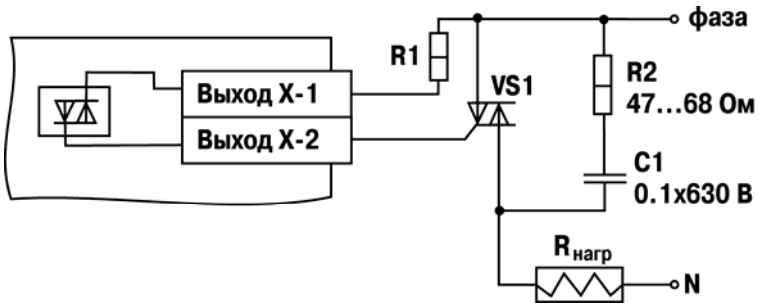 фаза
R1
VS1
R2
47...68 Ом
Выход X-1
Выход X-2
C1
0.1x630 В
Rнагр
N